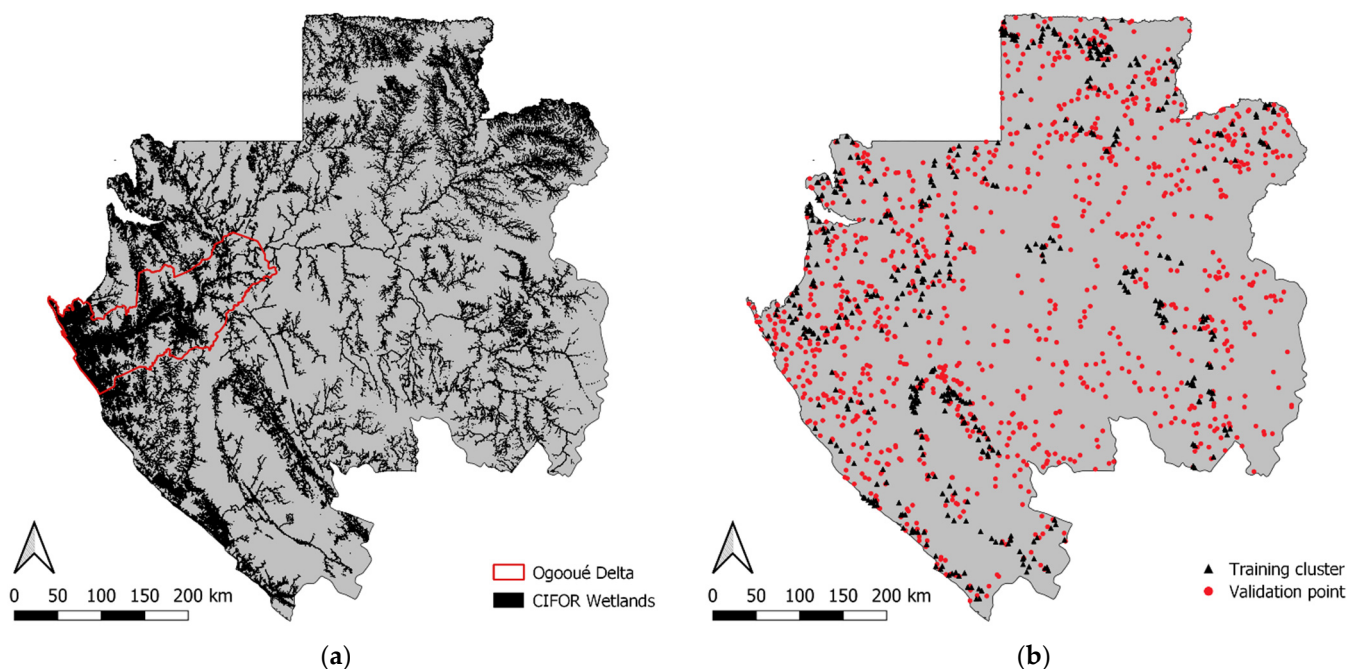 Ogooué Delta
CIFOR Wetlands
0 50 100 150 200 km
(a)
Training cluster
Validation point
0 50 100 150 200 km
(b)